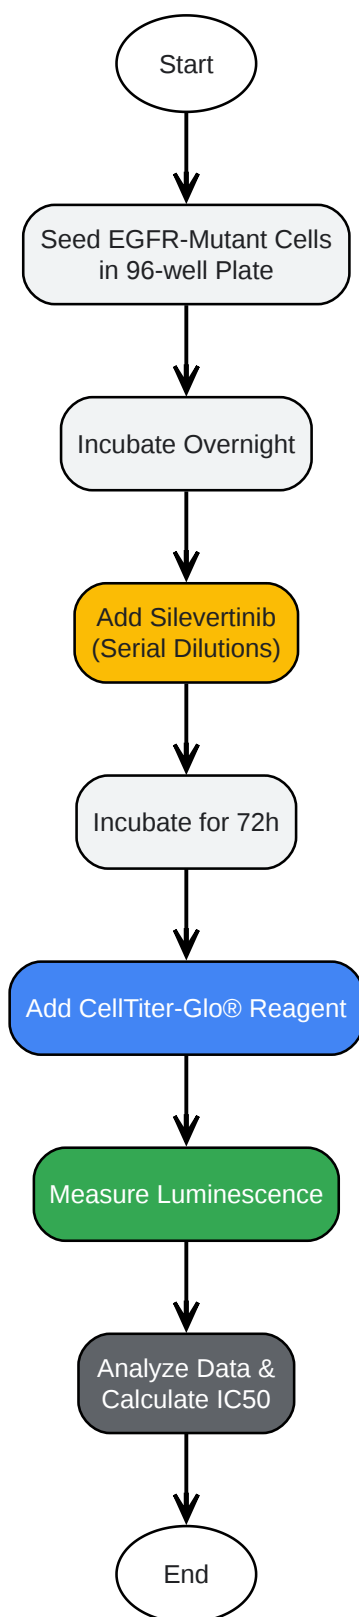 Start
Seed EGFR-Mutant Cells
in 96-well Plate
Incubate Overnight
Add Silevertinib
(Serial Dilutions)
Incubate for 72h
Add CellTiter-Glo® Reagent
Measure Luminescence
Analyze Data &
Calculate IC50
End